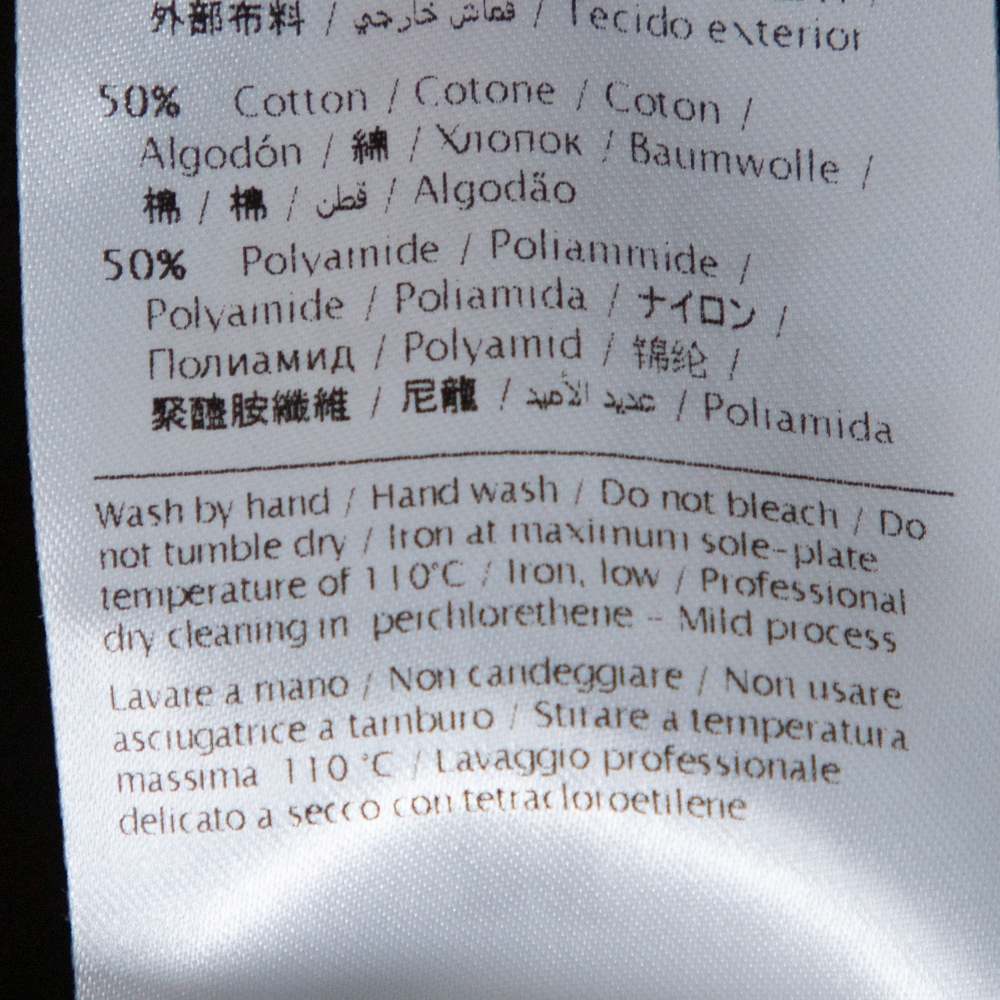 外部布料 / قماش خارجي / Tecido exterior
50% Cotton / Cotone / Coton /
Algodón / 綿 / Хлопок / Baumwolle /
棉 / 棉 / قطن / Algodão
50% Polyamide / Poliammide /
Polyamide / Poliamida / ナイロン /
Полиамид / Polyamid / 锦纶 /
聚醯胺纖維 / 尼龍 / عديد الأميد / Poliamida
Wash by hand / Hand wash / Do not bleach / Do
not tumble dry / Iron at maximum sole-plate
temperature of 110°C / Iron, low / Professional
dry cleaning in perchlorethene - Mild process
Lavare a mano / Non candeggiare / Non usare
asciugatrice a tamburo / Stirare a temperatura
massima 110 °C / Lavaggio professionale
delicato a secco con tetracloroetilene